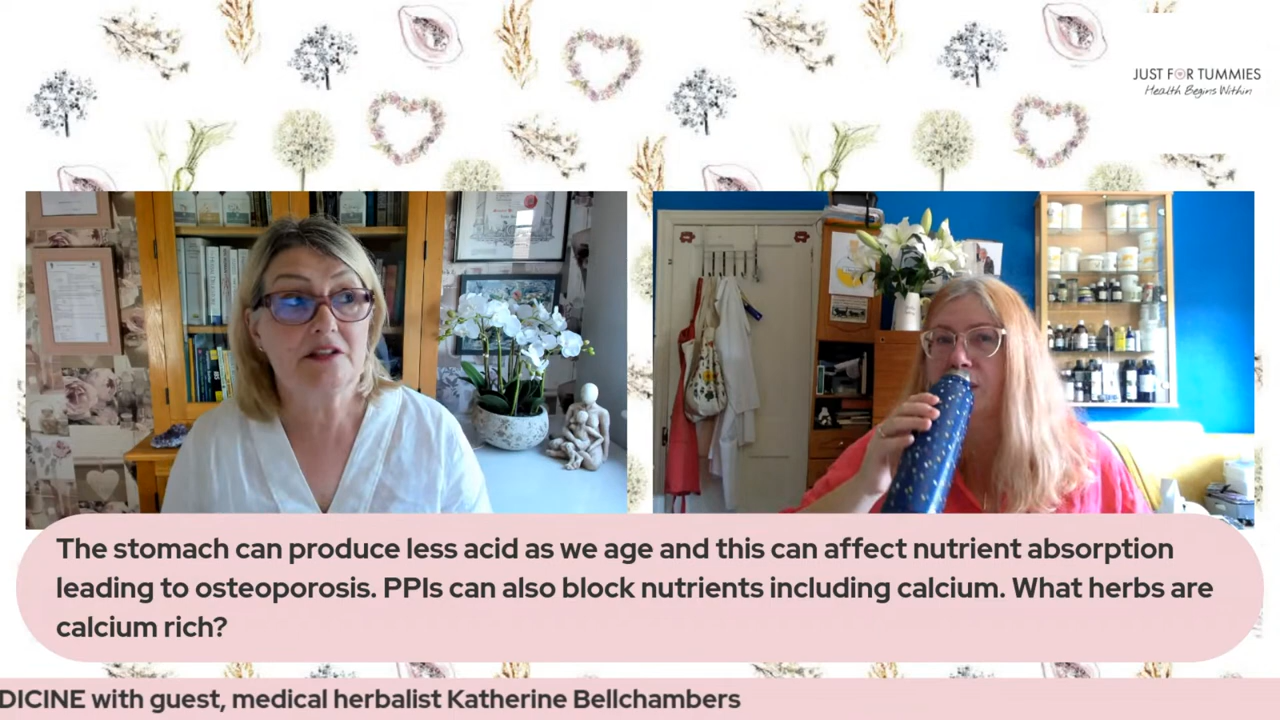 JUST FOR TUMMIES
Health Begins Within
The stomach can produce less acid as we age and this can affect nutrient absorption
leading to osteoporosis. PPIs can also block nutrients including calcium. What herbs are
calcium rich?
DICINE with guest, medical herbalist Katherine Bellchambers